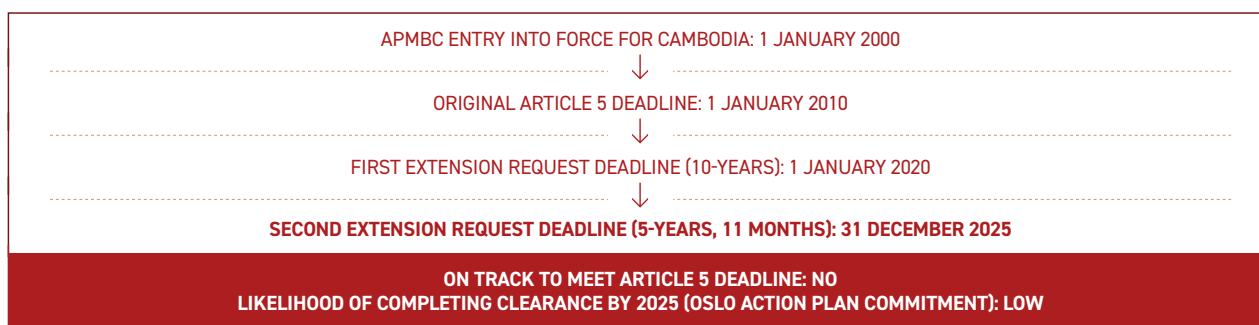 APMBC ENTRY INTO FORCE FOR CAMBODIA: 1 JANUARY 2000
ORIGINAL ARTICLE 5 DEADLINE: 1 JANUARY 2010
FIRST EXTENSION REQUEST DEADLINE (10-YEARS): 1 JANUARY 2020
SECOND EXTENSION REQUEST DEADLINE (5-YEARS, 11 MONTHS): 31 DECEMBER 2025
ON TRACK TO MEET ARTICLE 5 DEADLINE: NO
LIKELIHOOD OF COMPLETING CLEARANCE BY 2025 (OSLO ACTION PLAN COMMITMENT): LOW